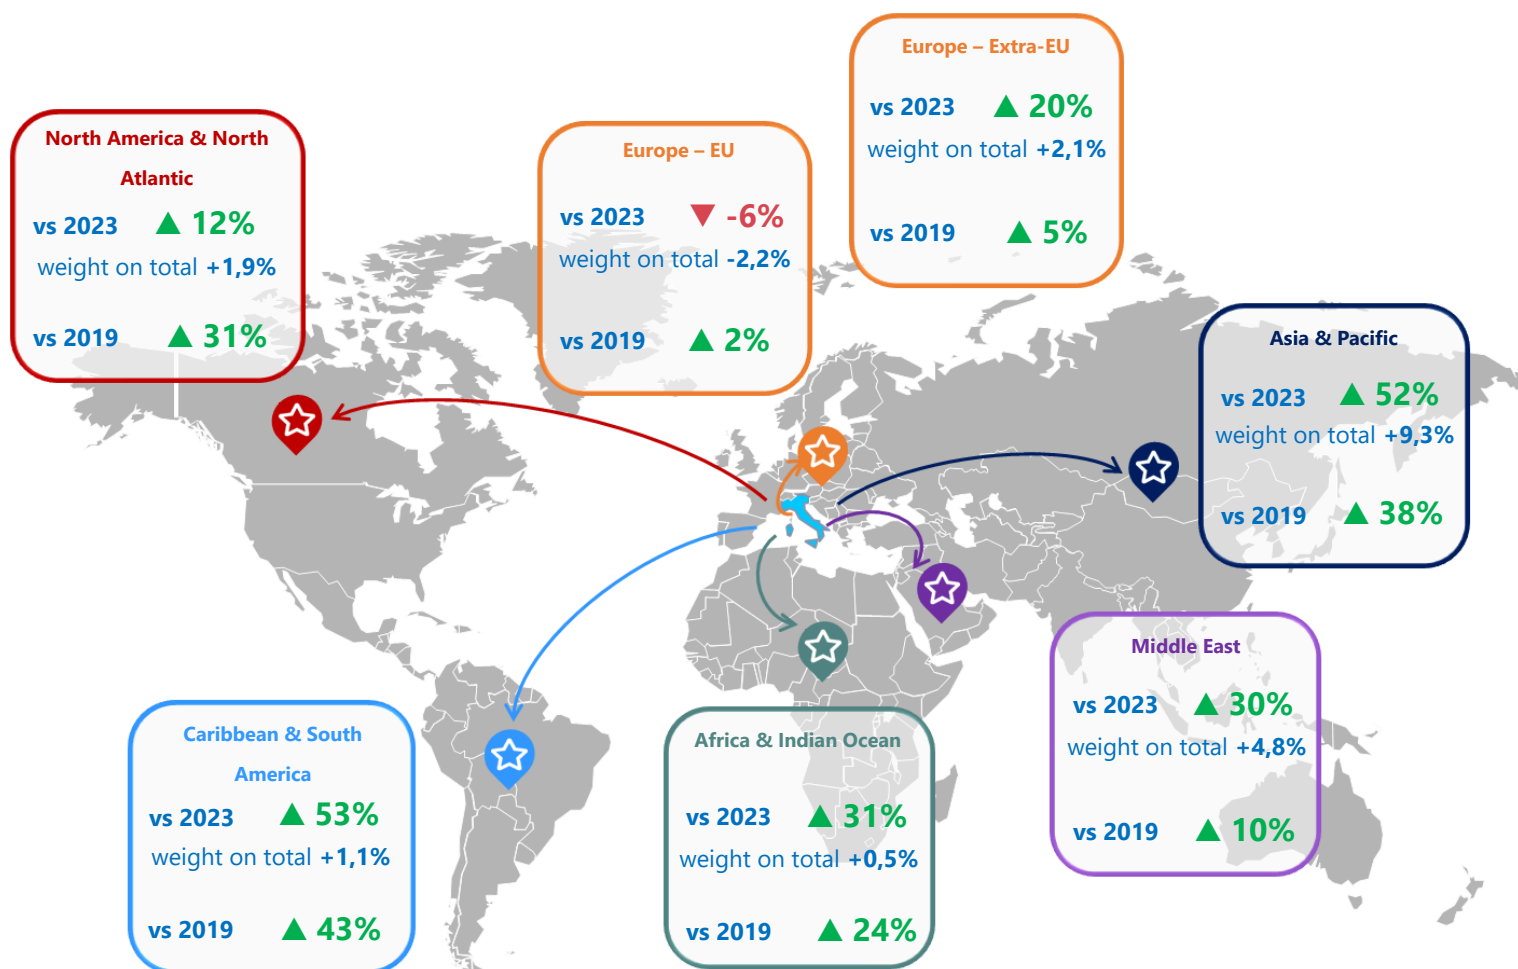 Europe – Extra-EU
vs 2023 ▲ 20%
weight on total +2,1%
vs 2019 ▲ 5%
North America & North
Atlantic
vs 2023 ▲ 12%
weight on total +1,9%
vs 2019 ▲ 31%
Europe – EU
vs 2023 ▼ -6%
weight on total -2,2%
vs 2019 ▲ 2%
Asia & Pacific
vs 2023 ▲ 52%
weight on total +9,3%
vs 2019 ▲ 38%
Middle East
vs 2023 ▲ 30%
weight on total +4,8%
vs 2019 ▲ 10%
Caribbean & South
America
vs 2023 ▲ 53%
weight on total +1,1%
vs 2019 ▲ 43%
Africa & Indian Ocean
vs 2023 ▲ 31%
weight on total +0,5%
vs 2019 ▲ 24%